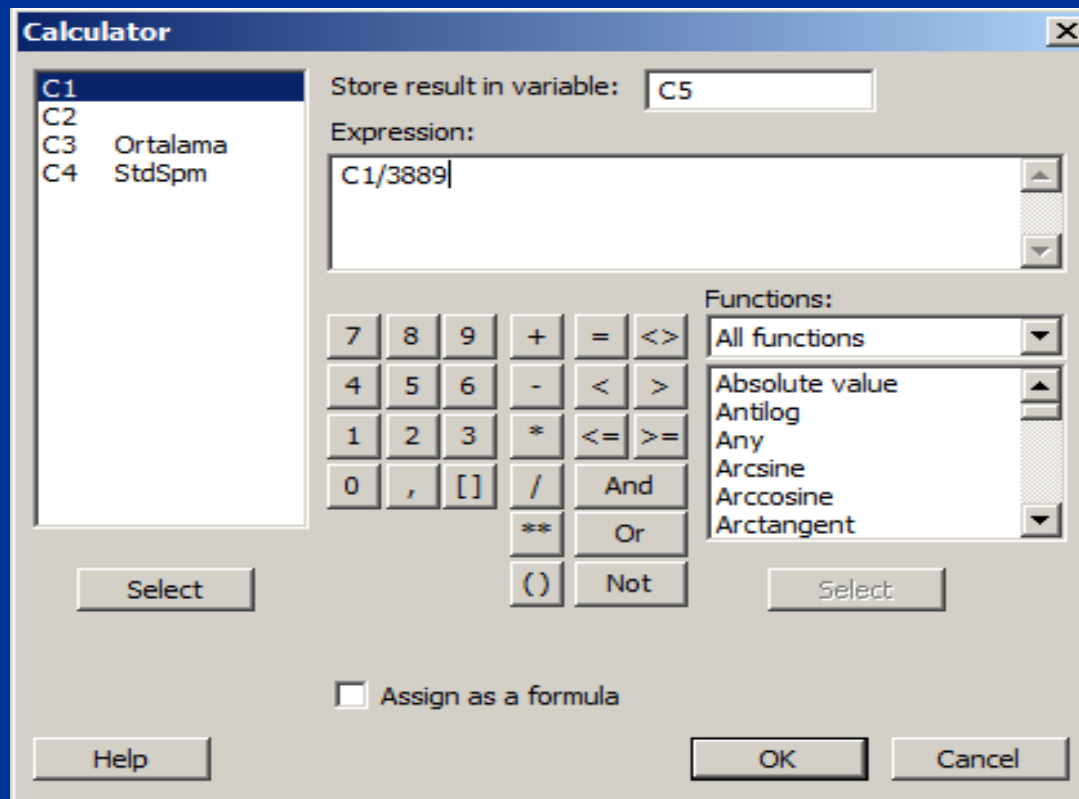 Calculator
C1
C2
C3 Ortalama
C4 StdSpm
Select
Store result in variable: C5
Expression:
C1/3889
7 8 9 + = <>
4 5 6 - < >
1 2 3 * <= >=
0 , [] / And
** Or
() Not
Functions:
All functions
Absolute value
Antilog
Any
Arcsine
Arccosine
Arctangent
Select
Assign as a formula
Help
OK
Cancel